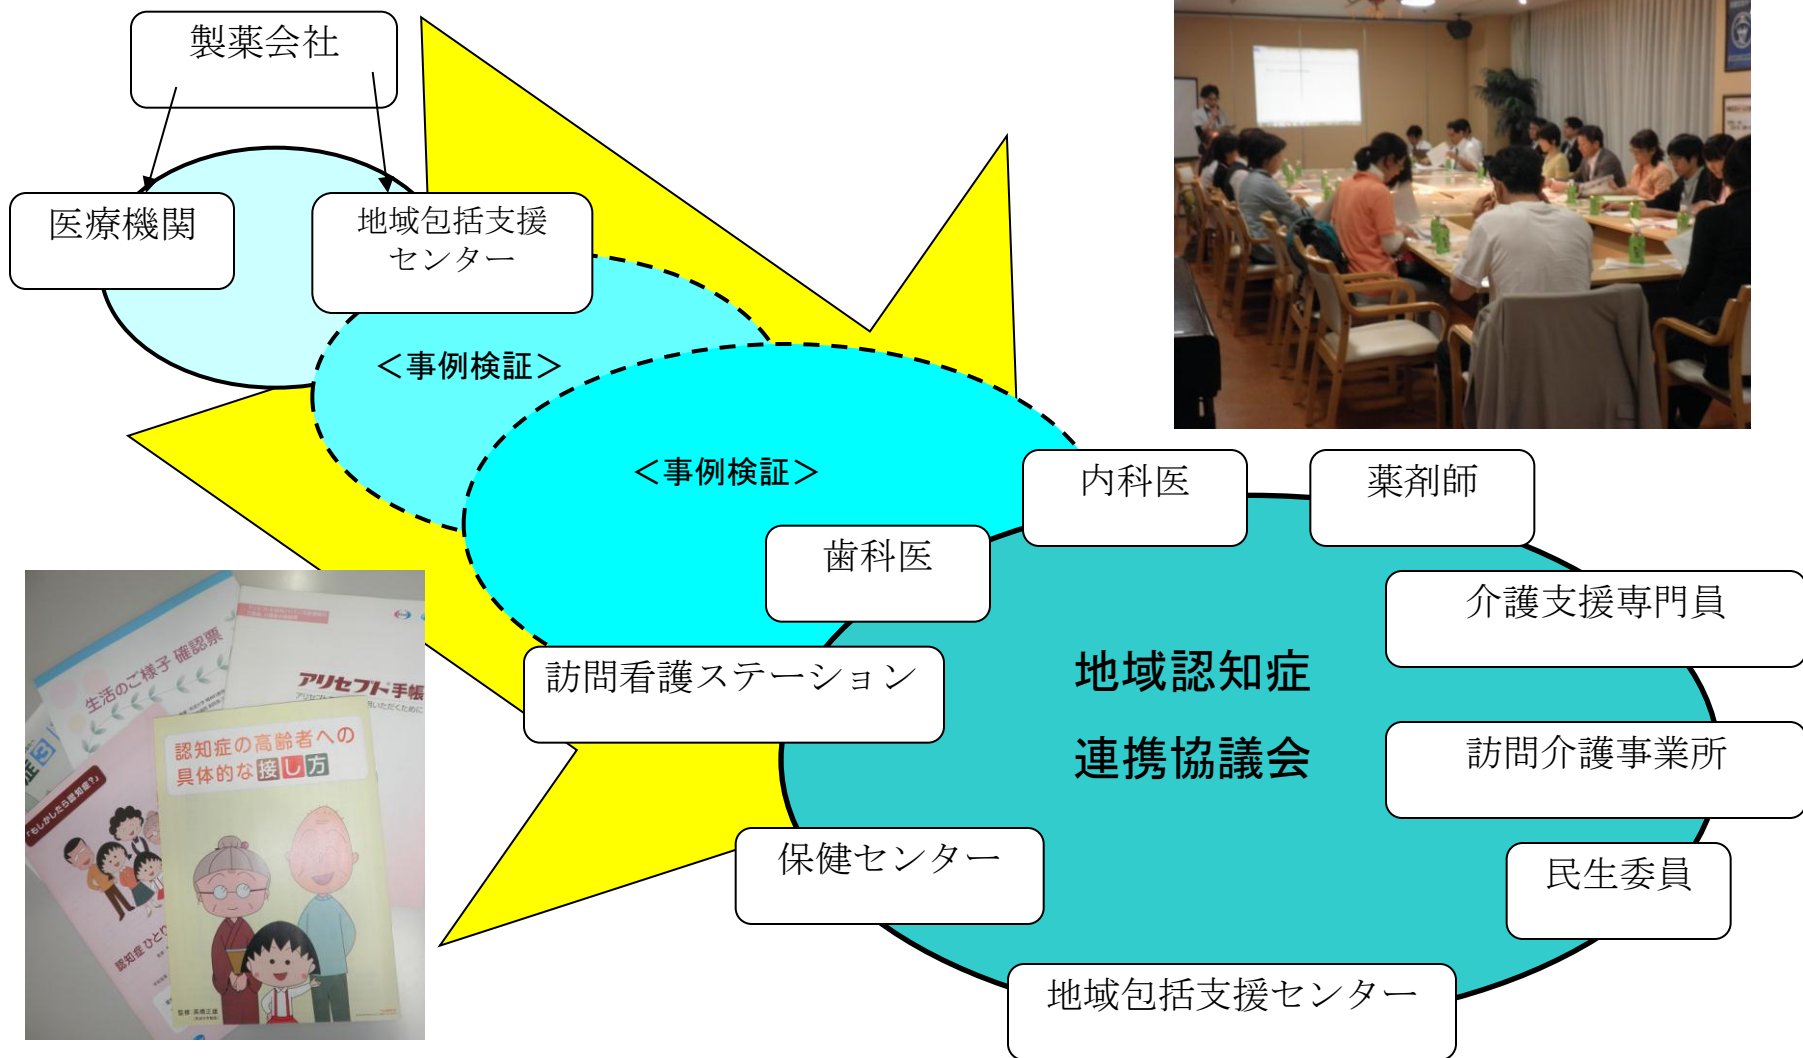 製薬会社
医療機関
地域包括支援
センター
＜事例検証＞
＜事例検証＞
内科医
薬剤師
歯科医
介護支援専門員
訪問看護ステーション
地域認知症
連携協議会
訪問介護事業所
保健センター
民生委員
地域包括支援センター
生活のご様子 確認票
アリセプト手帳
認知症の高齢者への
具体的な接し方
「もしかしたら認知症?」
認知症 ひとり